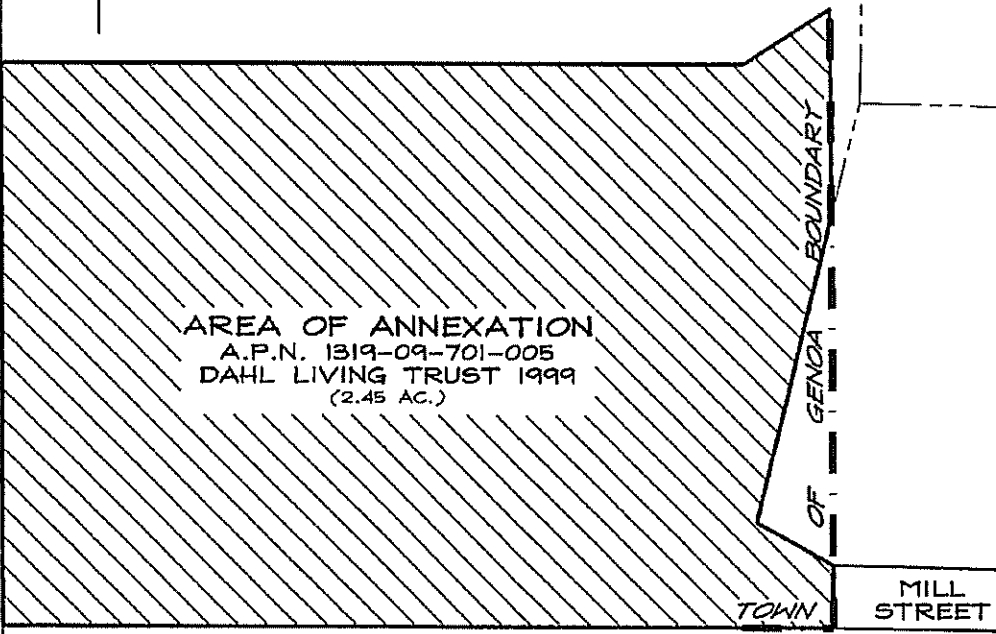 AREA OF ANNEXATION
A.P.N. 1319-09-701-005
DAHL LIVING TRUST 1999
(2.45 AC.)
TOWN OF GENOA BOUNDARY
MILL
STREET